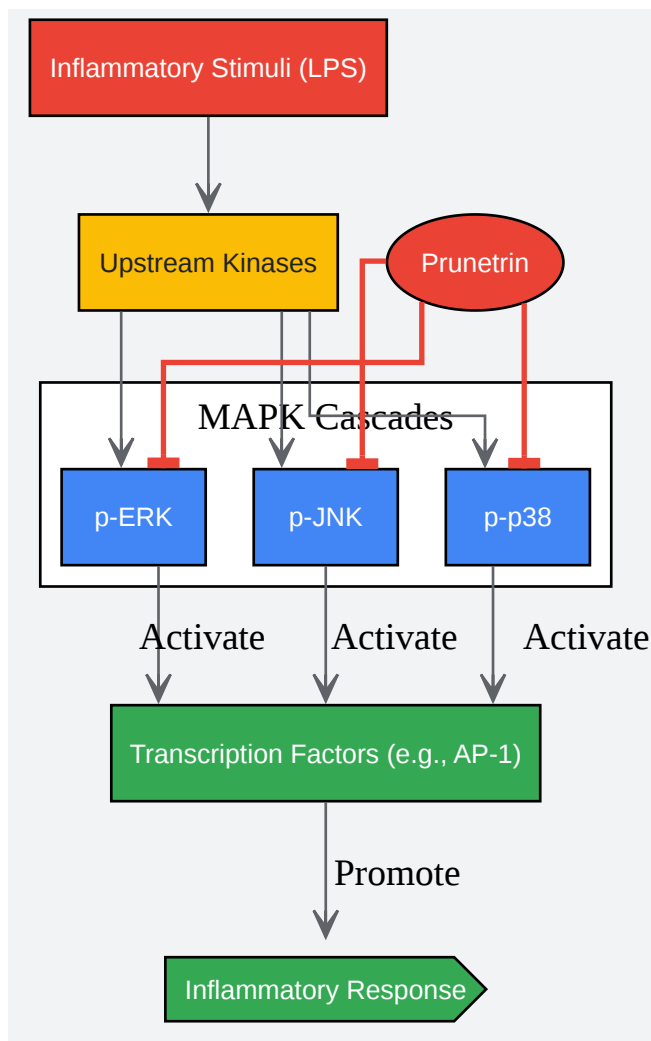 Inflammatory Stimuli (LPS)
Upstream Kinases
Prunetrin
MAPK Cascades
p-ERK
p-JNK
p-p38
Activate
Activate
Activate
Transcription Factors (e.g., AP-1)
Promote
Inflammatory Response